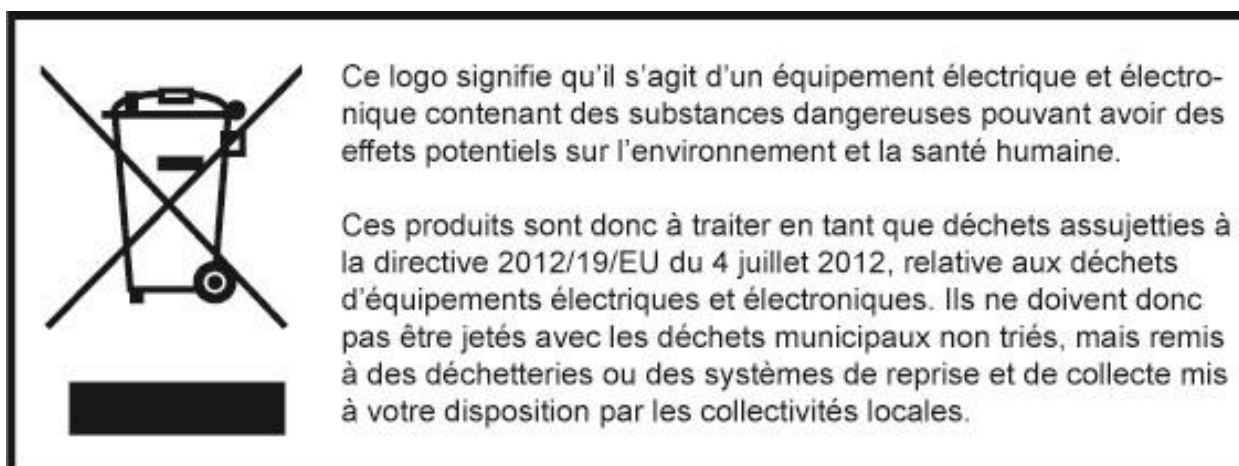 Ce logo signifie qu'il s'agit d'un équipement électrique et électro-
nique contenant des substances dangereuses pouvant avoir des
effets potentiels sur l'environnement et la santé humaine.
Ces produits sont donc à traiter en tant que déchets assujetties à
la directive 2012/19/EU du 4 juillet 2012, relative aux déchets
d'équipements électriques et électroniques. Ils ne doivent donc
pas être jetés avec les déchets municipaux non triés, mais remis
à des déchetteries ou des systèmes de reprise et de collecte mis
à votre disposition par les collectivités locales.